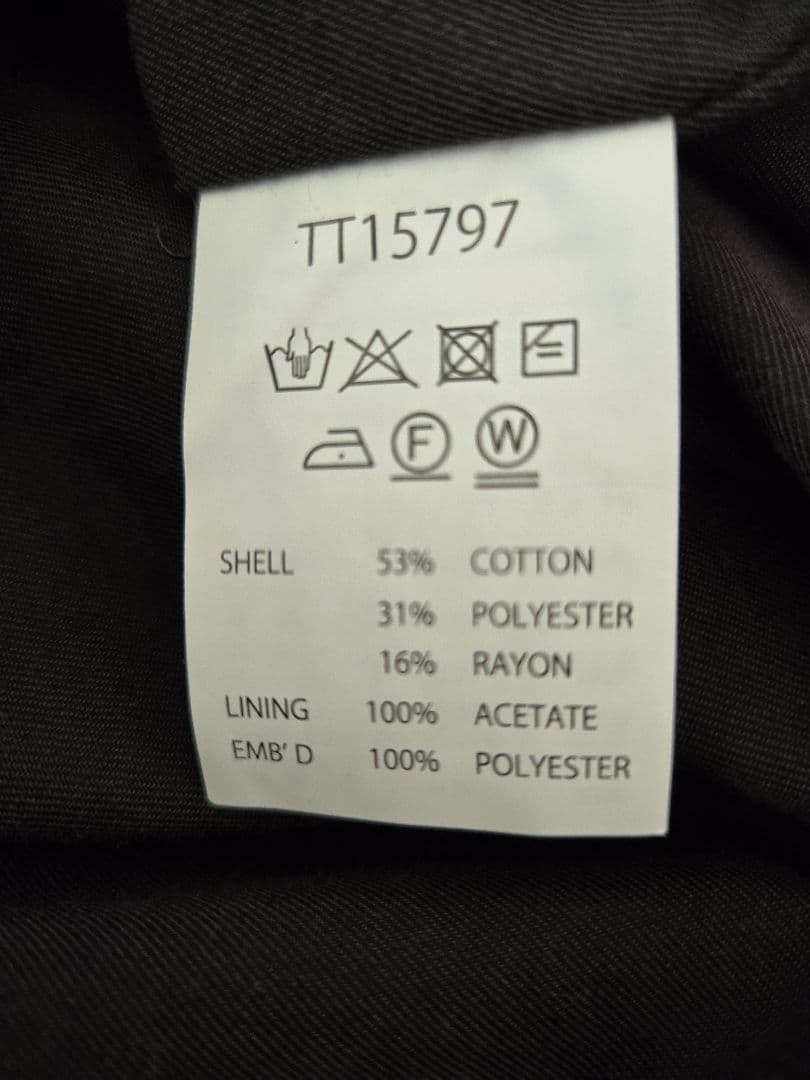 TT15797
F W
SHELL 53% COTTON
31% POLYESTER
16% RAYON
LINING 100% ACETATE
EMB' D 100% POLYESTER